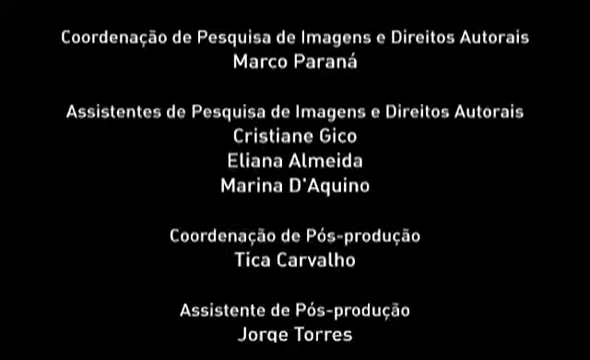 Coordenação de Pesquisa de Imagens e Direitos Autorais
Marco Paraná
Assistentes de Pesquisa de Imagens e Direitos Autorais
Cristiane Gico
Eliana Almeida
Marina D'Aquino
Coordenação de Pós-produção
Tica Carvalho
Assistente de Pós-produção
Jorge Torres